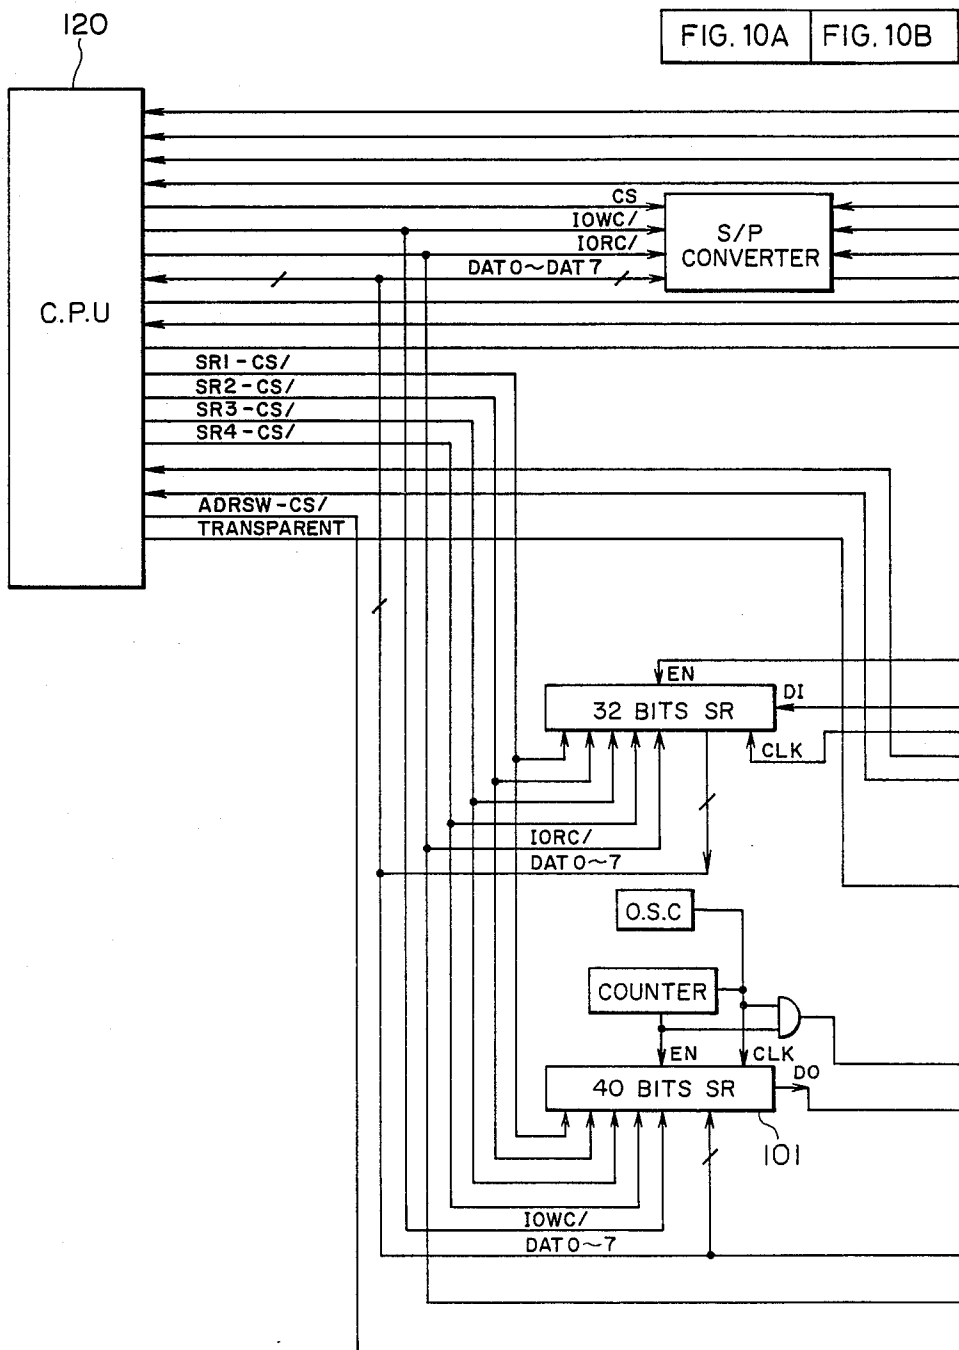 120
FIG. 10A FIG. 10B
CS
IOWC/
IORC/
DAT 0~DAT 7
S/P
CONVERTER
C.P.U
SR1-CS/
SR2-CS/
SR3-CS/
SR4-CS/
ADRSW-CS/
TRANSPARENT
EN
DI
32 BITS SR
CLK
IORC/
DAT 0~7
O.S.C
COUNTER
EN
CLK
DO
40 BITS SR
101
IOWC/
DAT 0~7